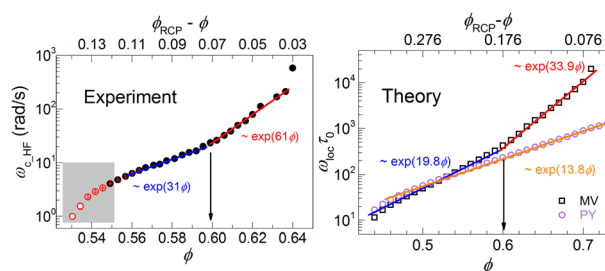 ϕRCP - ϕ
0.13 0.11 0.09 0.07 0.05 0.03
10³
10²
10¹
10⁰
ωc_HF (rad/s)
Experiment
~ exp(61ϕ)
~ exp(31ϕ)
0.54 0.56 0.58 0.60 0.62 0.64
ϕ
ϕRCP-ϕ
0.276 0.176 0.076
10⁴
10³
10²
10¹
ωlocτ0
Theory
~ exp(33.9ϕ)
~ exp(19.8ϕ)
~ exp(13.8ϕ)
MV
PY
0.5 0.6 0.7
ϕ